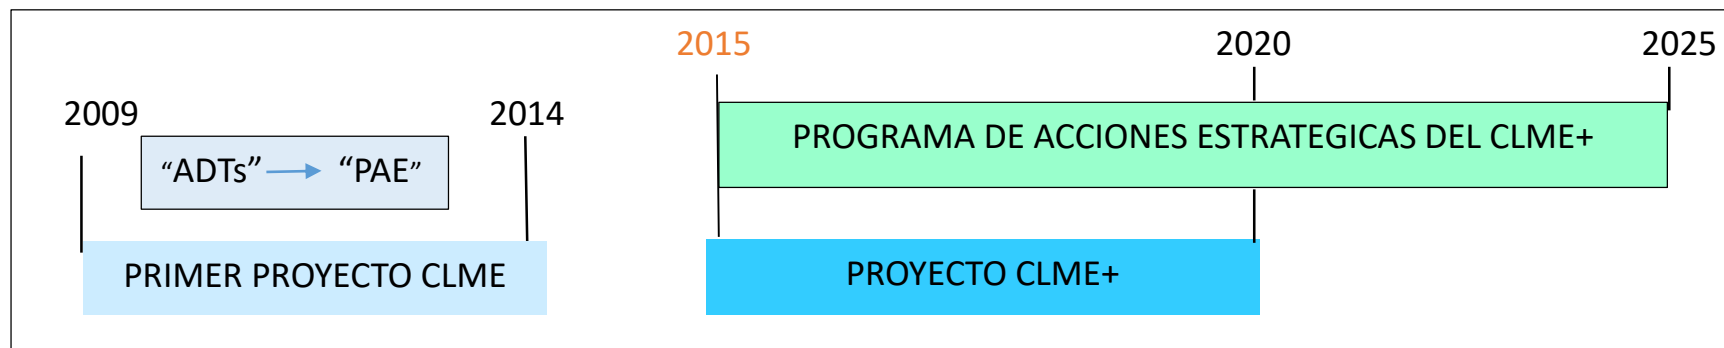 2015
2020
2025
2009
2014
“ADTs”
“PAE”
PROGRAMA DE ACCIONES ESTRATEGICAS DEL CLME+
PRIMER PROYECTO CLME
PROYECTO CLME+